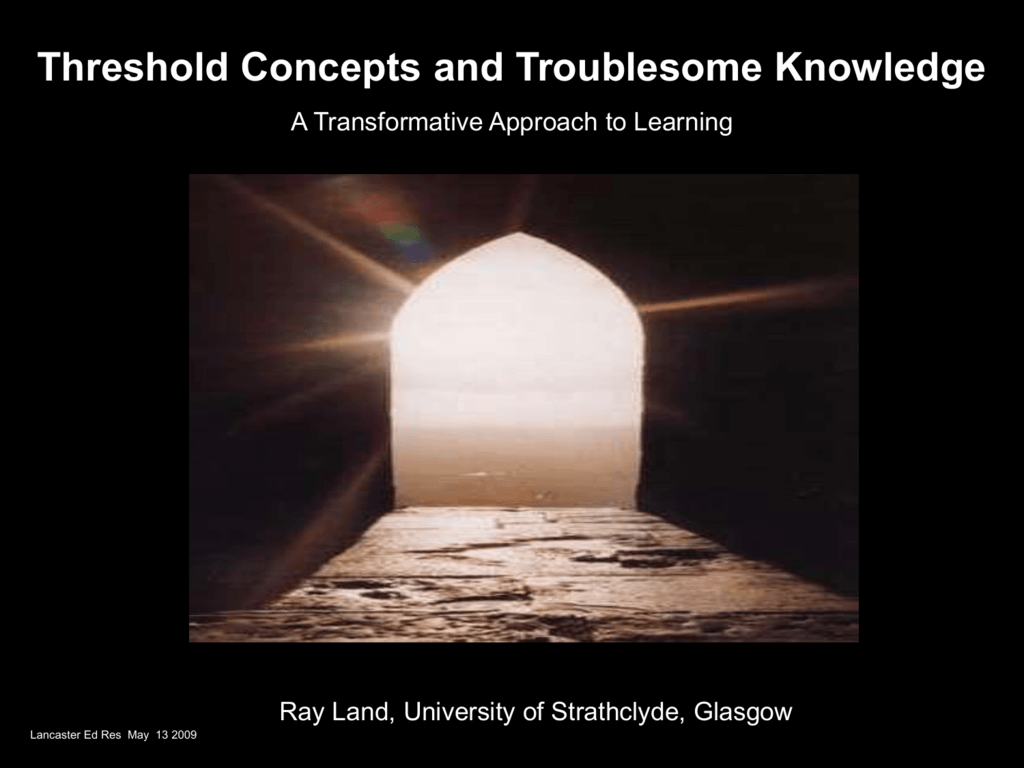 Threshold Concepts and Troublesome Knowledge
A Transformative Approach to Learning
Ray Land, University of Strathclyde, Glasgow
Lancaster Ed Res May 13 2009